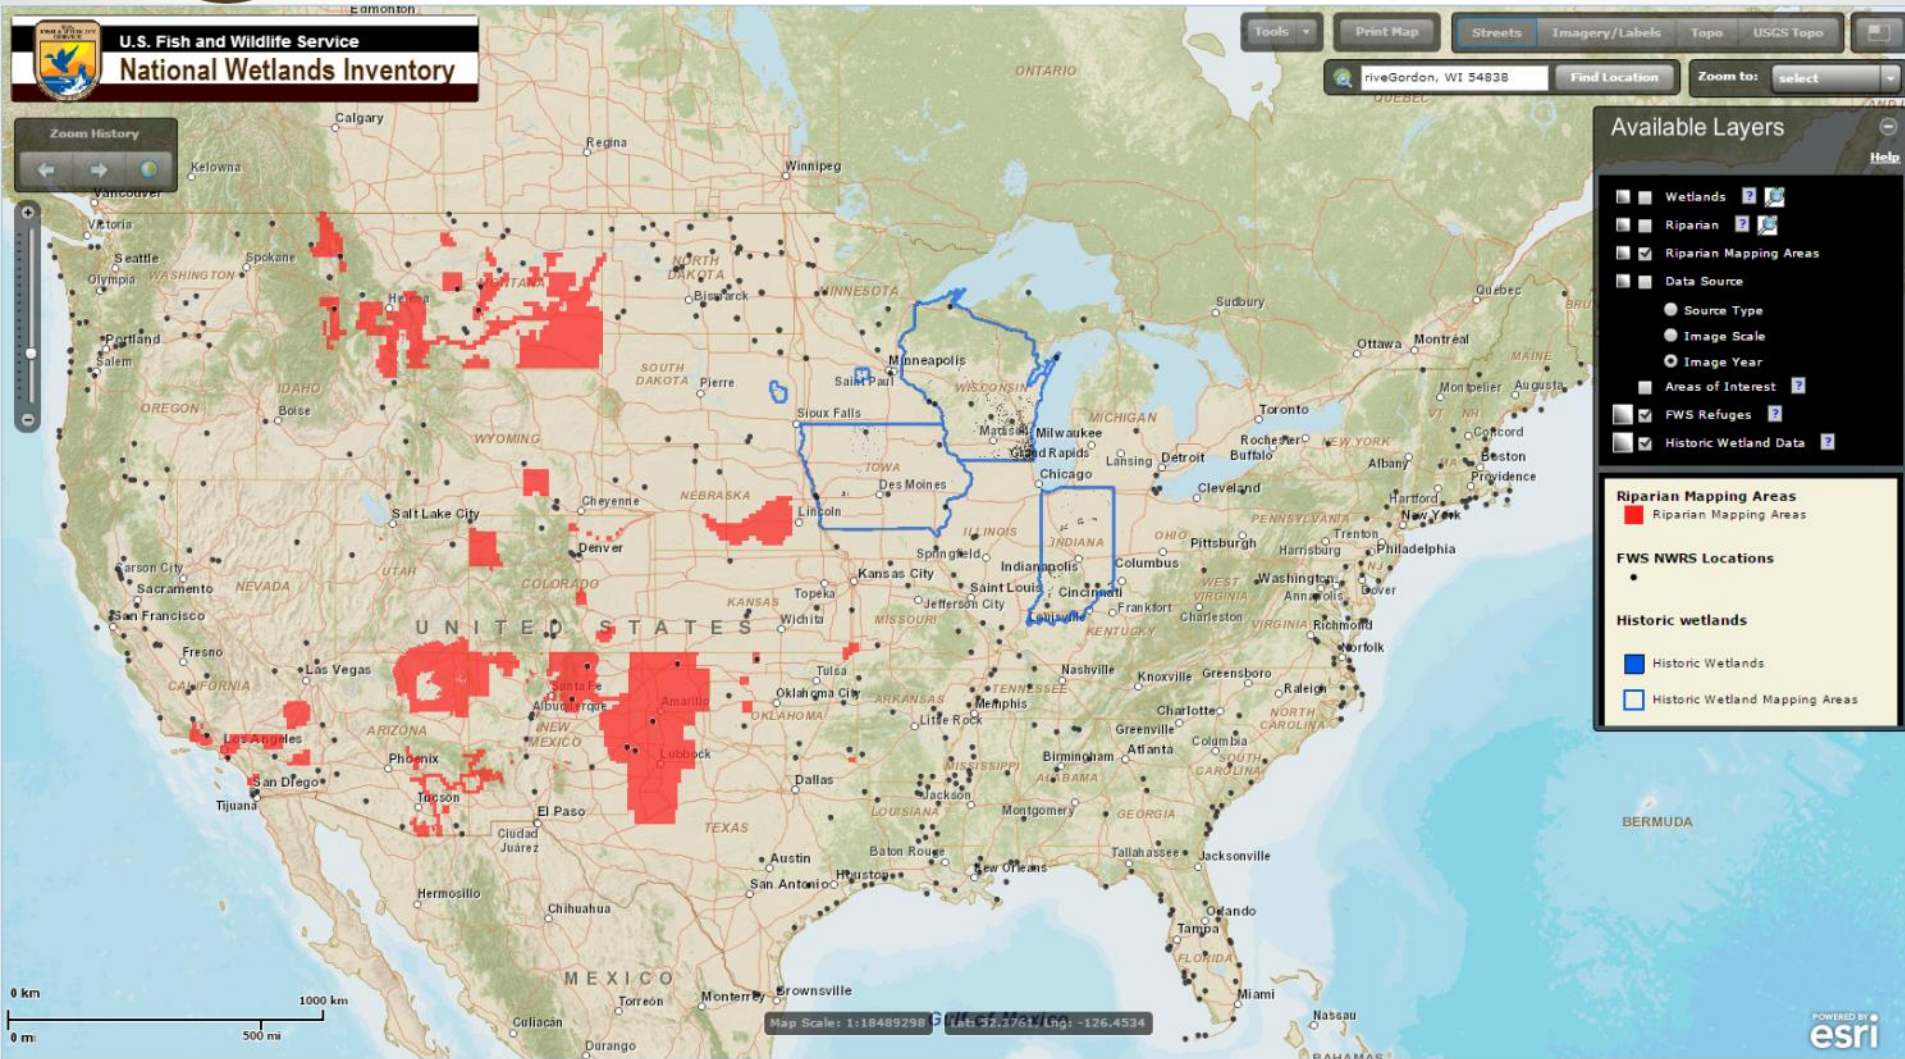 Edmonton
U.S. Fish and Wildlife Service
National Wetlands Inventory
Tools
Print Map
Streets
Imagery/Labels
Topo
USGS Topo
riveGordon, WI 54838
Find Location
Zoom to:
select
Zoom History
Available Layers
Help
Wetlands ?
Riparian ?
Riparian Mapping Areas
Data Source
Source Type
Image Scale
Image Year
Areas of Interest ?
FWS Refuges ?
Historic Wetland Data ?
Riparian Mapping Areas
Riparian Mapping Areas
FWS NWRS Locations
Historic wetlands
Historic Wetlands
Historic Wetland Mapping Areas
ONTARIO
QUEBEC
Calgary
Regina
Kelowna
Winnipeg
Vancouver
Victoria
Seattle
Spokane
Olympia
WASHINGTON
NORTH
DAKOTA
MONTANA
Helena
Bismarck
MINNESOTA
Sudbury
Quebec
Portland
Salem
Ottawa
Montréal
MAINE
Minneapolis
SOUTH
DAKOTA
Pierre
Saint Paul
WISCONSIN
IDAHO
OREGON
Boise
Montpelier
Augusta
VT
NH
Sioux Falls
MICHIGAN
Toronto
WYOMING
Madison
Milwaukee
Rochester
NEW YORK
Concord
Grand Rapids
Lansing
Detroit
Buffalo
Albany
MA
Boston
IOWA
Chicago
Providence
Des Moines
NEBRASKA
Cheyenne
Cleveland
Hartford
Salt Lake City
Lincoln
New York
ILLINOIS
INDIANA
OHIO
PENNSYLVANIA
Pittsburgh
Trenton
Denver
Springfield
Harrisburg
Philadelphia
Carson City
UTAH
Indianapolis
Columbus
NJ
Sacramento
NEVADA
COLORADO
Kansas City
WEST
VIRGINIA
Washington
Topeka
Saint Louis
Cincinnati
Annapolis
Dover
KANSAS
Jefferson City
Frankfort
San Francisco
UNITED STATES
Wichita
MISSOURI
Louisville
KENTUCKY
Charleston
VIRGINIA
Richmond
Norfolk
Fresno
Las Vegas
Tulsa
Nashville
Knoxville
Greensboro
CALIFORNIA
Santa Fe
Amarillo
Oklahoma City
ARKANSAS
TENNESSEE
Memphis
Raleigh
Albuquerque
OKLAHOMA
Little Rock
Charlotte
NORTH
CAROLINA
ARIZONA
NEW
MEXICO
Greenville
Los Angeles
Phoenix
Lubbock
Birmingham
Atlanta
Columbia
MISSISSIPPI
ALABAMA
SOUTH
CAROLINA
San Diego
Dallas
Tucson
Jackson
Tijuana
El Paso
LOUISIANA
Montgomery
GEORGIA
TEXAS
BERMUDA
Ciudad
Juárez
Austin
Baton Rouge
Tallahassee
Jacksonville
Houston
New Orleans
San Antonio
Hermosillo
Chihuahua
Orlando
Tampa
FLORIDA
MEXICO
Torreón
Monterrey
Brownsville
Miami
Culiacán
Gulf of Mexico
Nassau
Durango
BAHAMAS
0 km
1000 km
0 mi
500 mi
Map Scale: 1:18489298
POWERED BY
esri